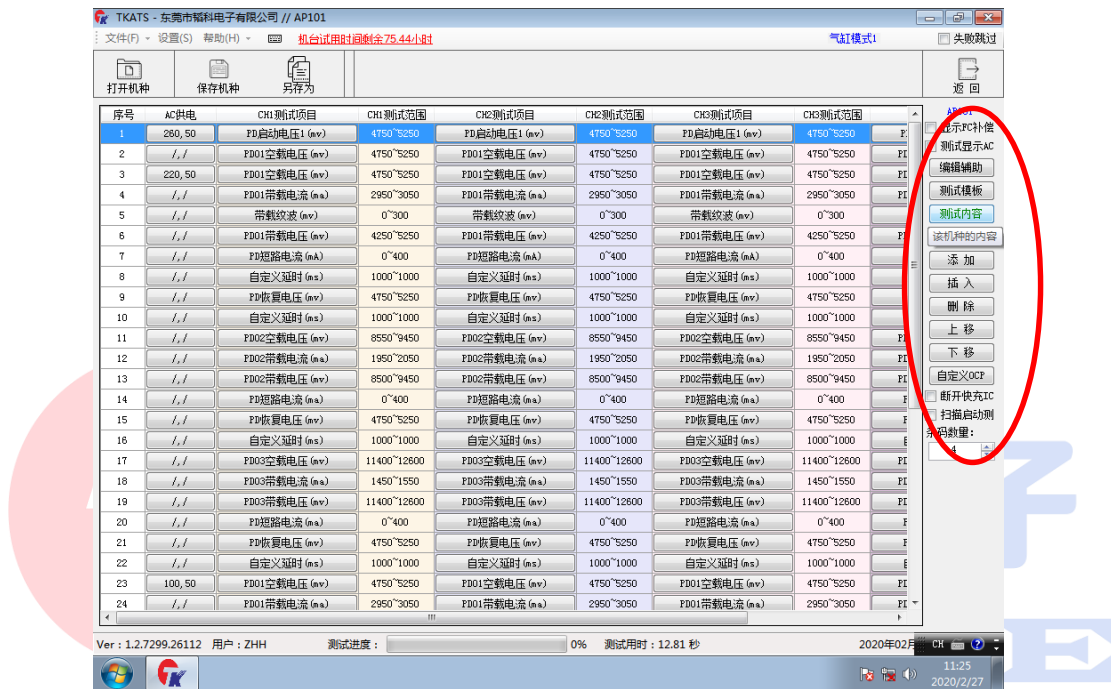 TKATS - 东莞市韬科电子有限公司 // AP101
文件(F) 设置(S) 帮助(H) 机台试用时间剩余75.44小时 气缸模式1 失败跳过
打开机种 保存机种 另存为 返 回
序号 AC供电 CH1测试项目 CH1测试范围 CH2测试项目 CH2测试范围 CH3测试项目 CH3测试范围
1 260,50 PD启动电压1(mv) 4750~5250 PD启动电压1(mv) 4750~5250 PD启动电压1(mv) 4750~5250
2 /,/ PDO1空载电压(mv) 4750~5250 PDO1空载电压(mv) 4750~5250 PDO1空载电压(mv) 4750~5250 PD
3 220,50 PDO1空载电压(mv) 4750~5250 PDO1空载电压(mv) 4750~5250 PDO1空载电压(mv) 4750~5250
4 /,/ PDO1带载电流(ma) 2950~3050 PDO1带载电流(ma) 2950~3050 PDO1带载电流(ma) 2950~3050
5 /,/ 带载纹波(mv) 0~300 带载纹波(mv) 0~300 带载纹波(mv) 0~300
6 /,/ PDO1带载电压(mv) 4250~5250 PDO1带载电压(mv) 4250~5250 PDO1带载电压(mv) 4250~5250
7 /,/ PD短路电流(mA) 0~400 PD短路电流(mA) 0~400 PD短路电流(mA) 0~400
8 /,/ 自定义延时(ms) 1000~1000 自定义延时(ms) 1000~1000 自定义延时(ms) 1000~1000
9 /,/ PD恢复电压(mv) 4750~5250 PD恢复电压(mv) 4750~5250 PD恢复电压(mv) 4750~5250
10 /,/ 自定义延时(ms) 1000~1000 自定义延时(ms) 1000~1000 自定义延时(ms) 1000~1000
11 /,/ PDO2空载电压(mv) 8550~9450 PDO2空载电压(mv) 8550~9450 PDO2空载电压(mv) 8550~9450
12 /,/ PDO2带载电流(ma) 1950~2050 PDO2带载电流(ma) 1950~2050 PDO2带载电流(ma) 1950~2050
13 /,/ PDO2带载电压(mv) 8500~9450 PDO2带载电压(mv) 8500~9450 PDO2带载电压(mv) 8500~9450
14 /,/ PD短路电流(ma) 0~400 PD短路电流(ma) 0~400 PD短路电流(ma) 0~400
15 /,/ PD恢复电压(mv) 4750~5250 PD恢复电压(mv) 4750~5250 PD恢复电压(mv) 4750~5250
16 /,/ 自定义延时(ms) 1000~1000 自定义延时(ms) 1000~1000 自定义延时(ms) 1000~1000
17 /,/ PDO3空载电压(mv) 11400~12600 PDO3空载电压(mv) 11400~12600 PDO3空载电压(mv) 11400~12600
18 /,/ PDO3带载电流(ma) 1450~1550 PDO3带载电流(ma) 1450~1550 PDO3带载电流(ma) 1450~1550
19 /,/ PDO3带载电压(mv) 11400~12600 PDO3带载电压(mv) 11400~12600 PDO3带载电压(mv) 11400~12600
20 /,/ PD短路电流(ma) 0~400 PD短路电流(ma) 0~400 PD短路电流(ma) 0~400
21 /,/ PD恢复电压(mv) 4750~5250 PD恢复电压(mv) 4750~5250 PD恢复电压(mv) 4750~5250
22 /,/ 自定义延时(ms) 1000~1000 自定义延时(ms) 1000~1000 自定义延时(ms) 1000~1000
23 100,50 PDO1空载电压(mv) 4750~5250 PDO1空载电压(mv) 4750~5250 PDO1空载电压(mv) 4750~5250
24 /,/ PDO1带载电流(ma) 2950~3050 PDO1带载电流(ma) 2950~3050 PDO1带载电流(ma) 2950~3050
AP101
显示PC补偿
测试显示AC
编辑辅助
测试模板
测试内容
该机种的内容
添 加
插 入
删 除
上 移
下 移
自定义OCP
断开快充IC
扫描启动测
条码数量：
4
Ver : 1.2.7299.26112 用户 : ZHH 测试进度： 0% 测试用时 : 12.81 秒 2020年02月
CH
11:25
2020/2/27